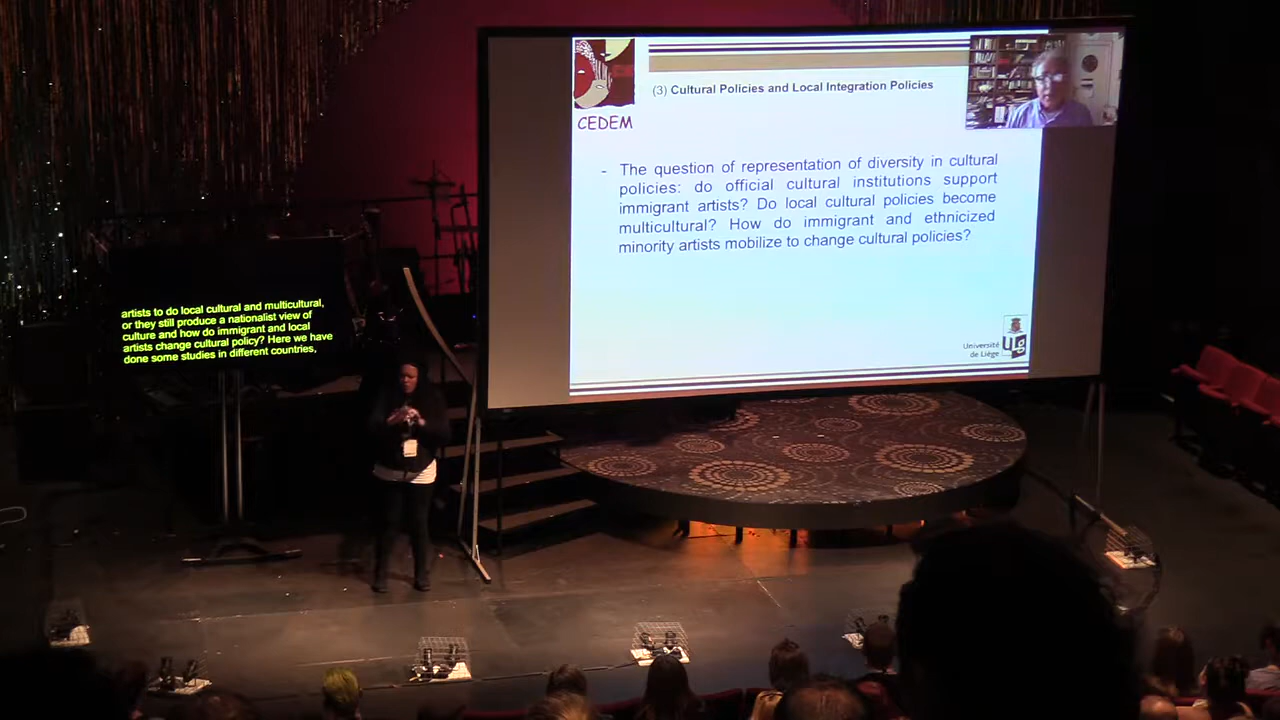 (3) Cultural Policies and Local Integration Policies
CEDEM
- The question of representation of diversity in cultural
policies: do official cultural institutions support
immigrant artists? Do local cultural policies become
multicultural? How do immigrant and ethnicized
minority artists mobilize to change cultural policies?
Université
de Liège
artists to do local cultural and multicultural,
or they still produce a nationalist view of
culture and how do immigrant and local
artists change cultural policy? Here we have
done some studies in different countries,